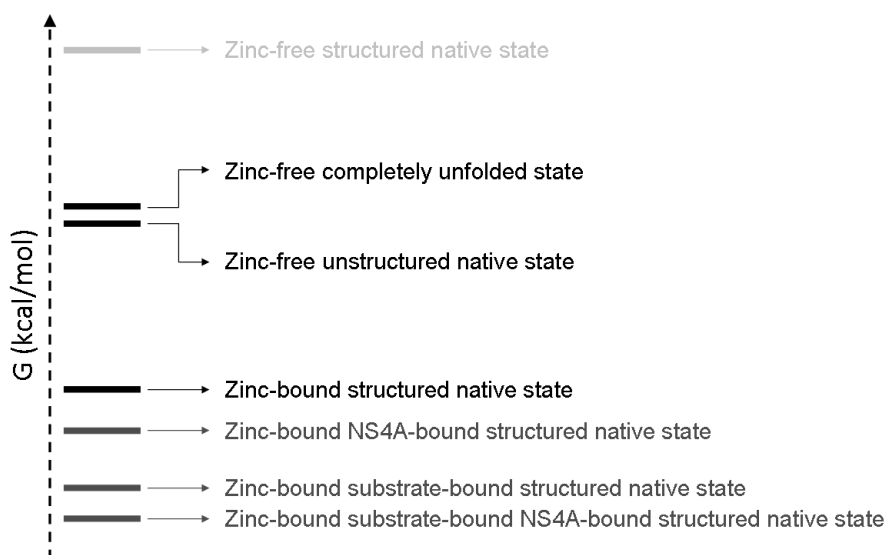 Zinc-free structured native state
Zinc-free completely unfolded state
Zinc-free unstructured native state
G (kcal/mol)
Zinc-bound structured native state
Zinc-bound NS4A-bound structured native state
Zinc-bound substrate-bound structured native state
Zinc-bound substrate-bound NS4A-bound structured native state